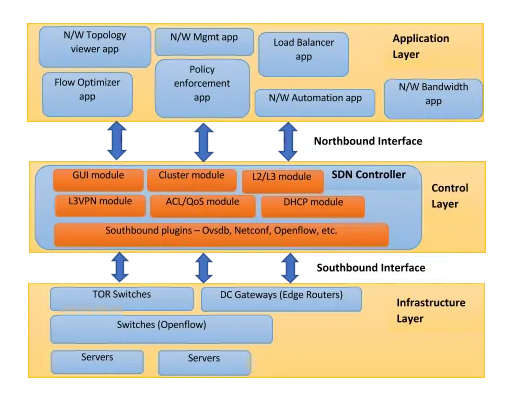 N/W Topology
viewer app
N/W Mgmt app
Load Balancer
app
Application
Layer
Flow Optimizer
app
Policy
enforcement
app
N/W Automation app
N/W Bandwidth
app
Northbound Interface
GUI module
Cluster module
L2/L3 module
SDN Controller
Control
Layer
L3VPN module
ACL/QoS module
DHCP module
Southbound plugins – Ovsdb, Netconf, Openflow, etc.
Southbound Interface
TOR Switches
DC Gateways (Edge Routers)
Infrastructure
Layer
Switches (Openflow)
Servers
Servers